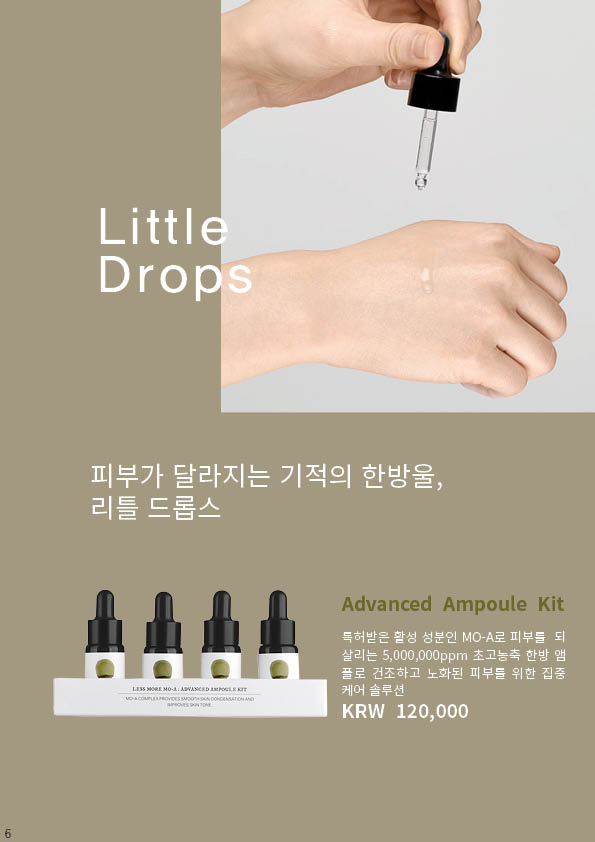 Little
Drops
피부가 달라지는 기적의 한방울,
리틀 드롭스
Advanced Ampoule Kit
특허받은 활성 성분인 MO-A로 피부를 되
살리는 5,000,000ppm 초고농축 한방 앰
플로 건조하고 노화된 피부를 위한 집중
케어 솔루션
KRW 120,000
LESS MORE MO-A : ADVANCED AMPOULE KIT
MO-A COMPLEX PROVIDES SMOOTH SKIN CONDENSATION AND
IMPROVES SKIN TONE
6